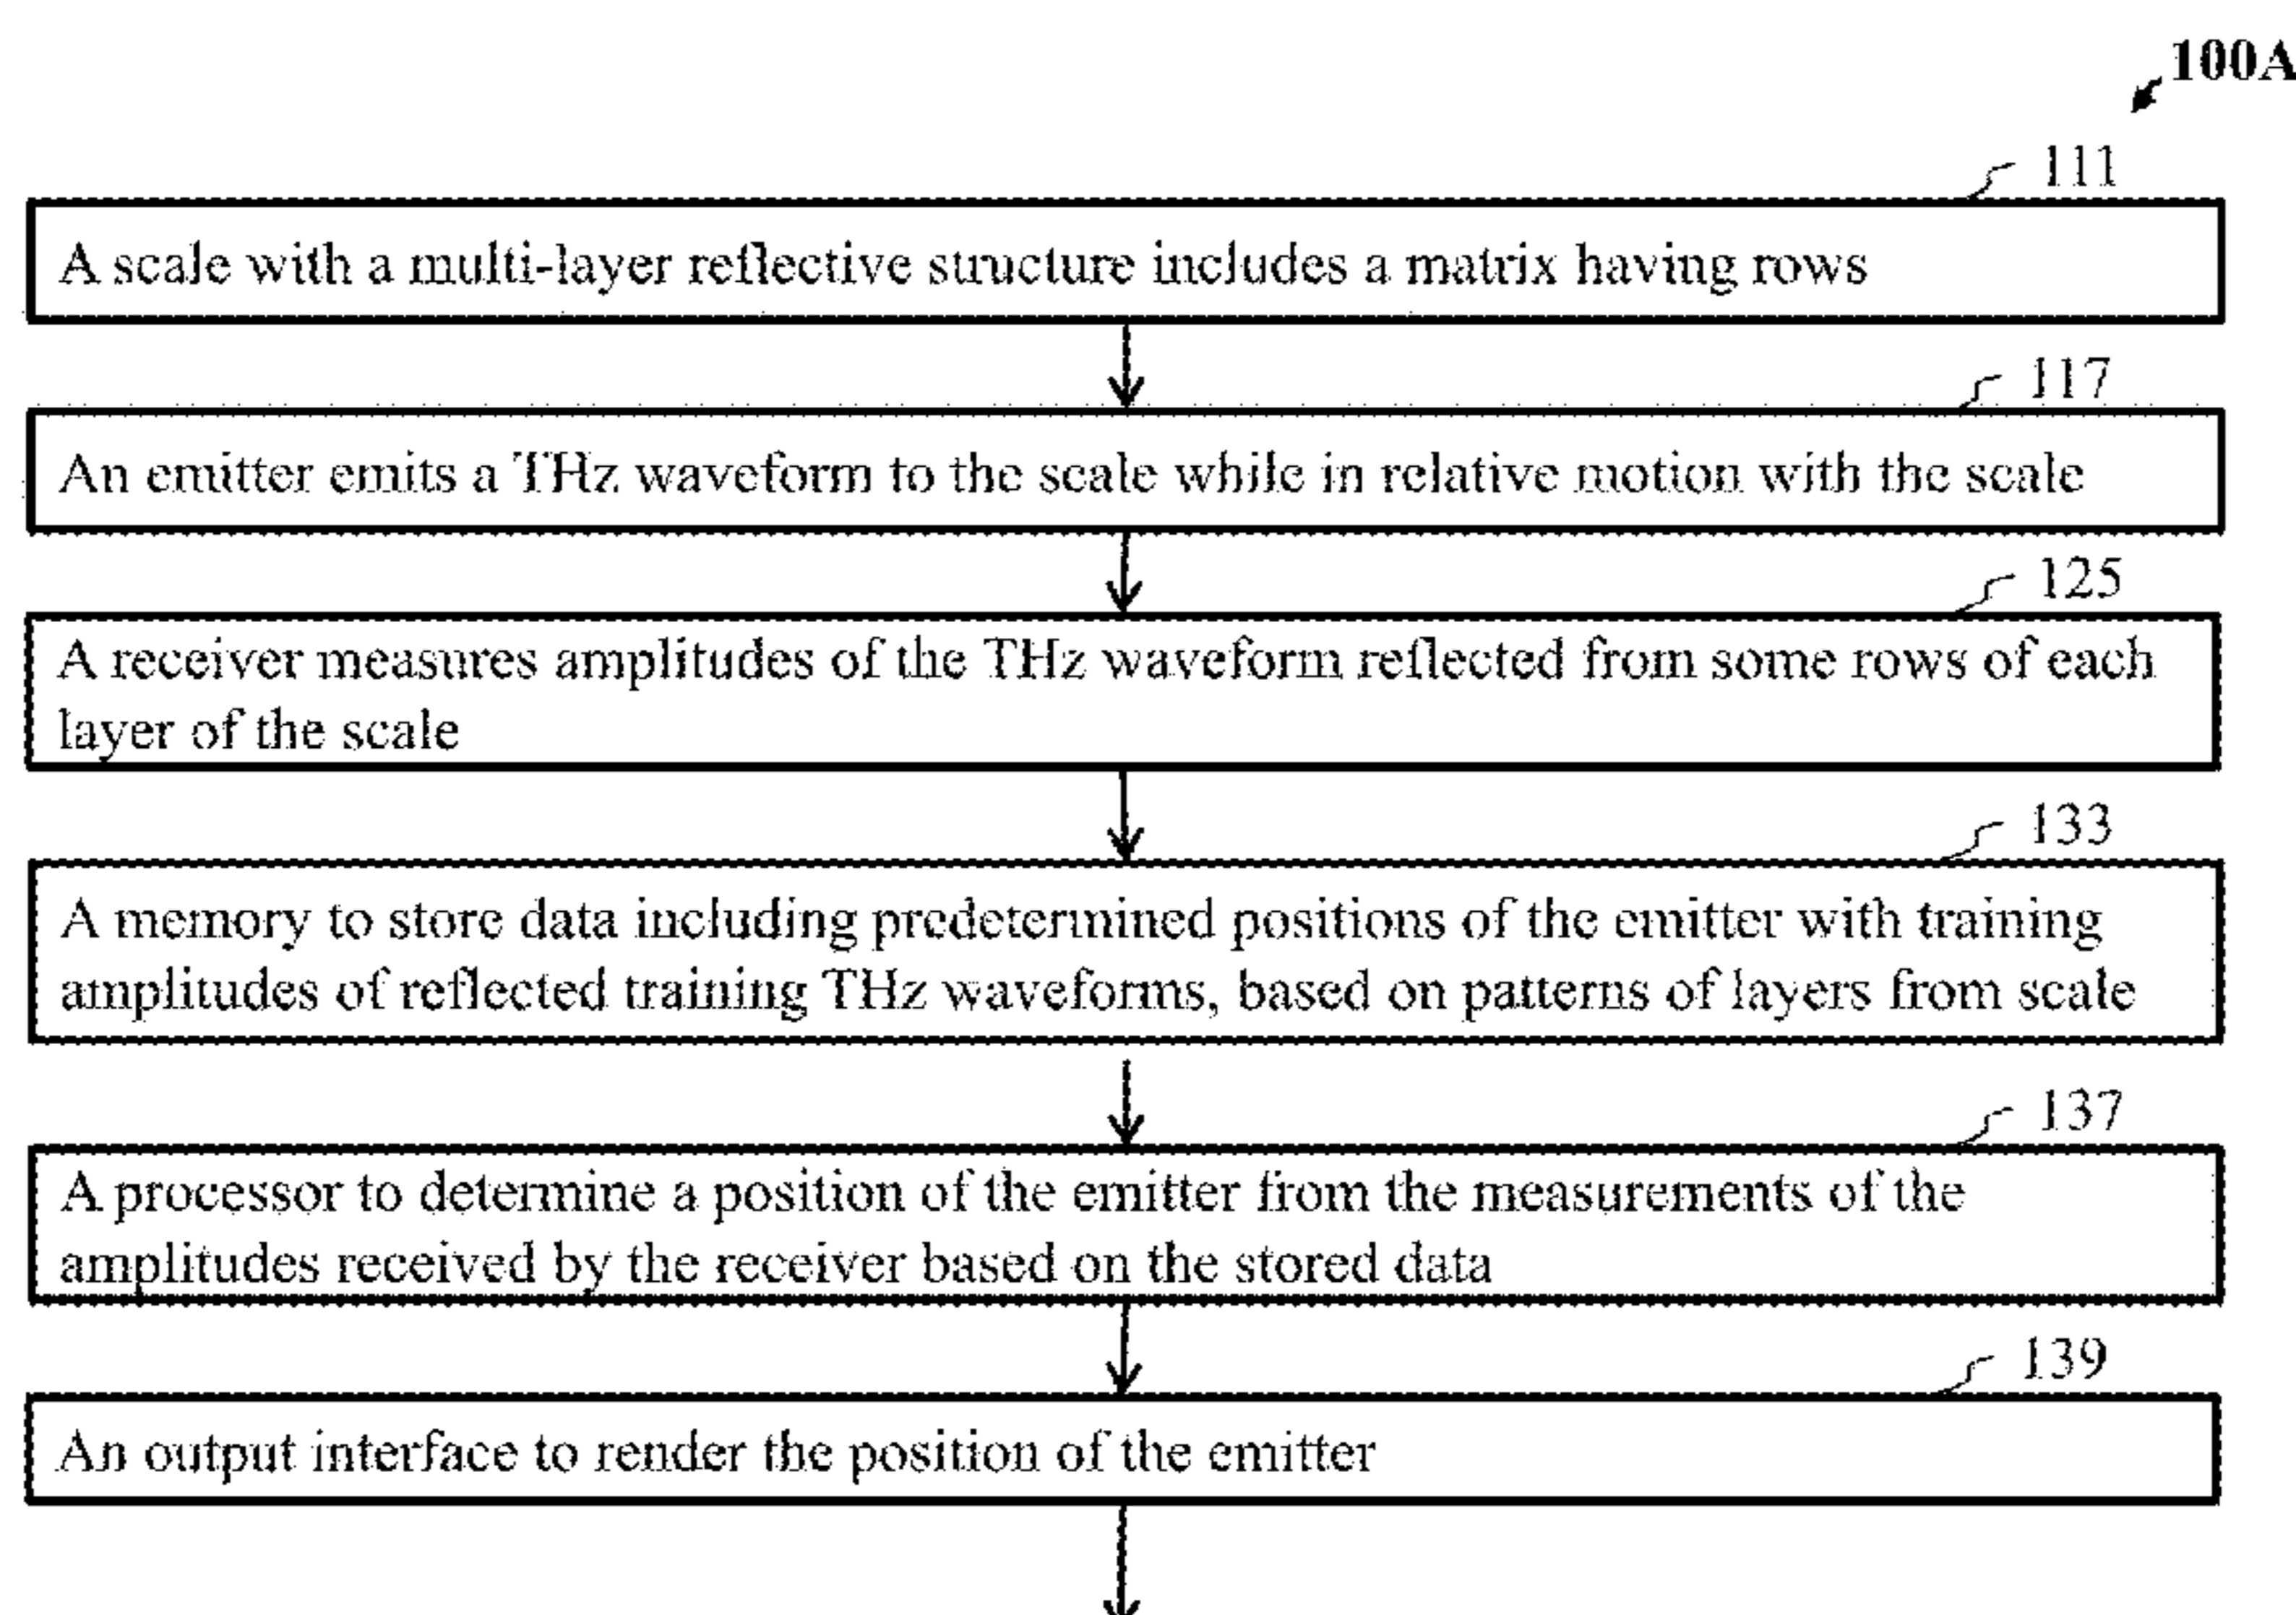 100A
111
A scale with a multi-layer reflective structure includes a matrix having rows
117
An emitter emits a THz waveform to the scale while in relative motion with the scale
125
A receiver measures amplitudes of the THz waveform reflected from some rows of each
layer of the scale
133
A memory to store data including predetermined positions of the emitter with training
amplitudes of reflected training THz waveforms, based on patterns of layers from scale
137
A processor to determine a position of the emitter from the measurements of the
amplitudes received by the receiver based on the stored data
139
An output interface to render the position of the emitter